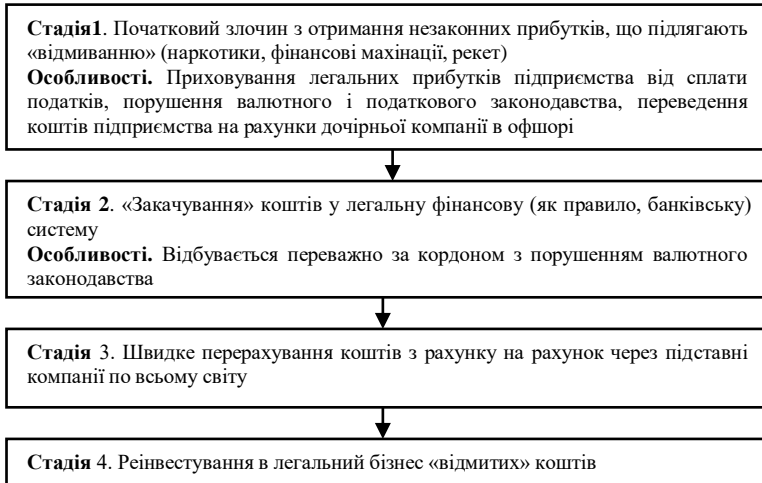 Стадія1. Початковий злочин з отримання незаконних прибутків, що підлягають
«відмиванню» (наркотики, фінансові махінації, рекет)
Особливості. Приховування легальних прибутків підприємства від сплати
податків, порушення валютного і податкового законодавства, переведення
коштів підприємства на рахунки дочірньої компанії в офшорі
Стадія 2. «Закачування» коштів у легальну фінансову (як правило, банківську)
систему
Особливості. Відбувається переважно за кордоном з порушенням валютного
законодавства
Стадія 3. Швидке перерахування коштів з рахунку на рахунок через підставні
компанії по всьому світу
Стадія 4. Реінвестування в легальний бізнес «відмитих» коштів